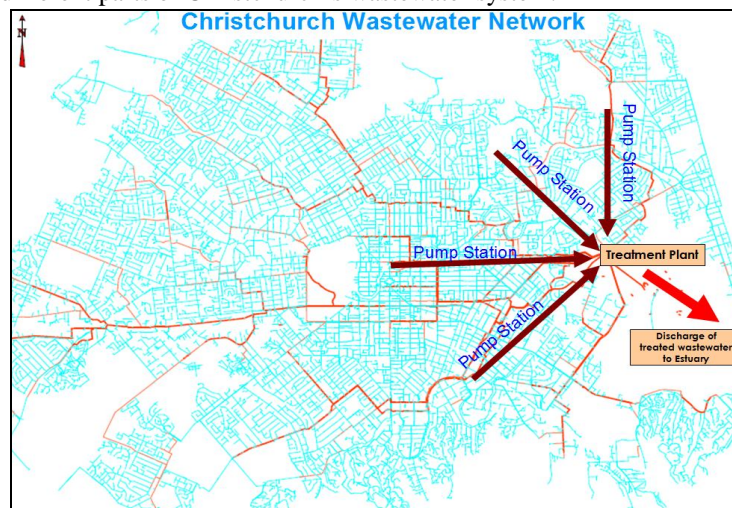 Christchurch Wastewater Network
N
Pump Station
Pump Station
Pump Station
Treatment Plant
Pump Station
Discharge of
treated wastewater
to Estuary